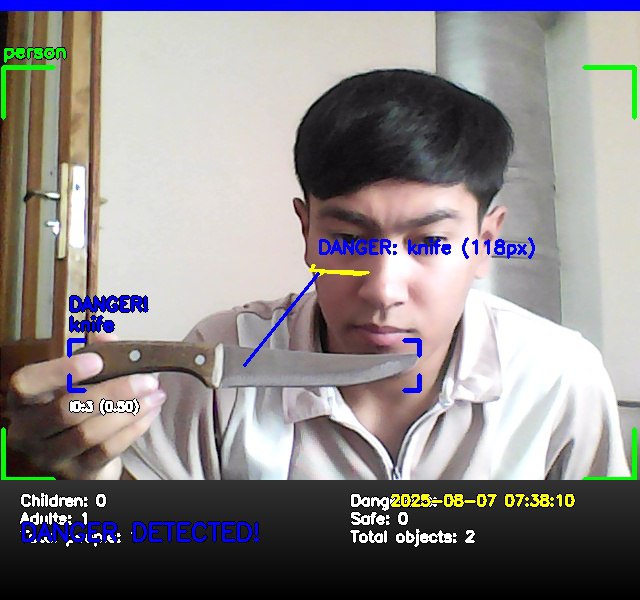 person
DANGER: knife (118px)
DANGER!
knife
ID:3 (0.50)
Children: 0
Adults: 1
DANGER DETECTED!
2025-08-07 07:38:10
Safe: 0
Total objects: 2